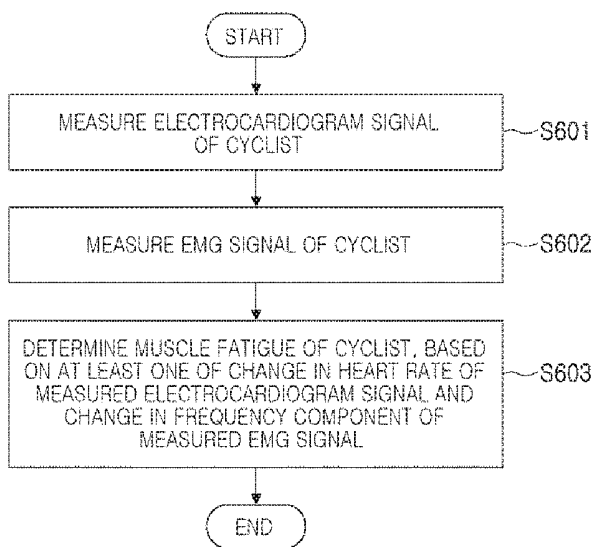 START
MEASURE ELECTROCARDIOGRAM SIGNAL
OF CYCLIST
S601
MEASURE EMG SIGNAL OF CYCLIST
S602
DETERMINE MUSCLE FATIGUE OF CYCLIST, BASED
ON AT LEAST ONE OF CHANGE IN HEART RATE OF
MEASURED ELECTROCARDIOGRAM SIGNAL AND
CHANGE IN FREQUENCY COMPONENT OF
MEASURED EMG SIGNAL
S603
END